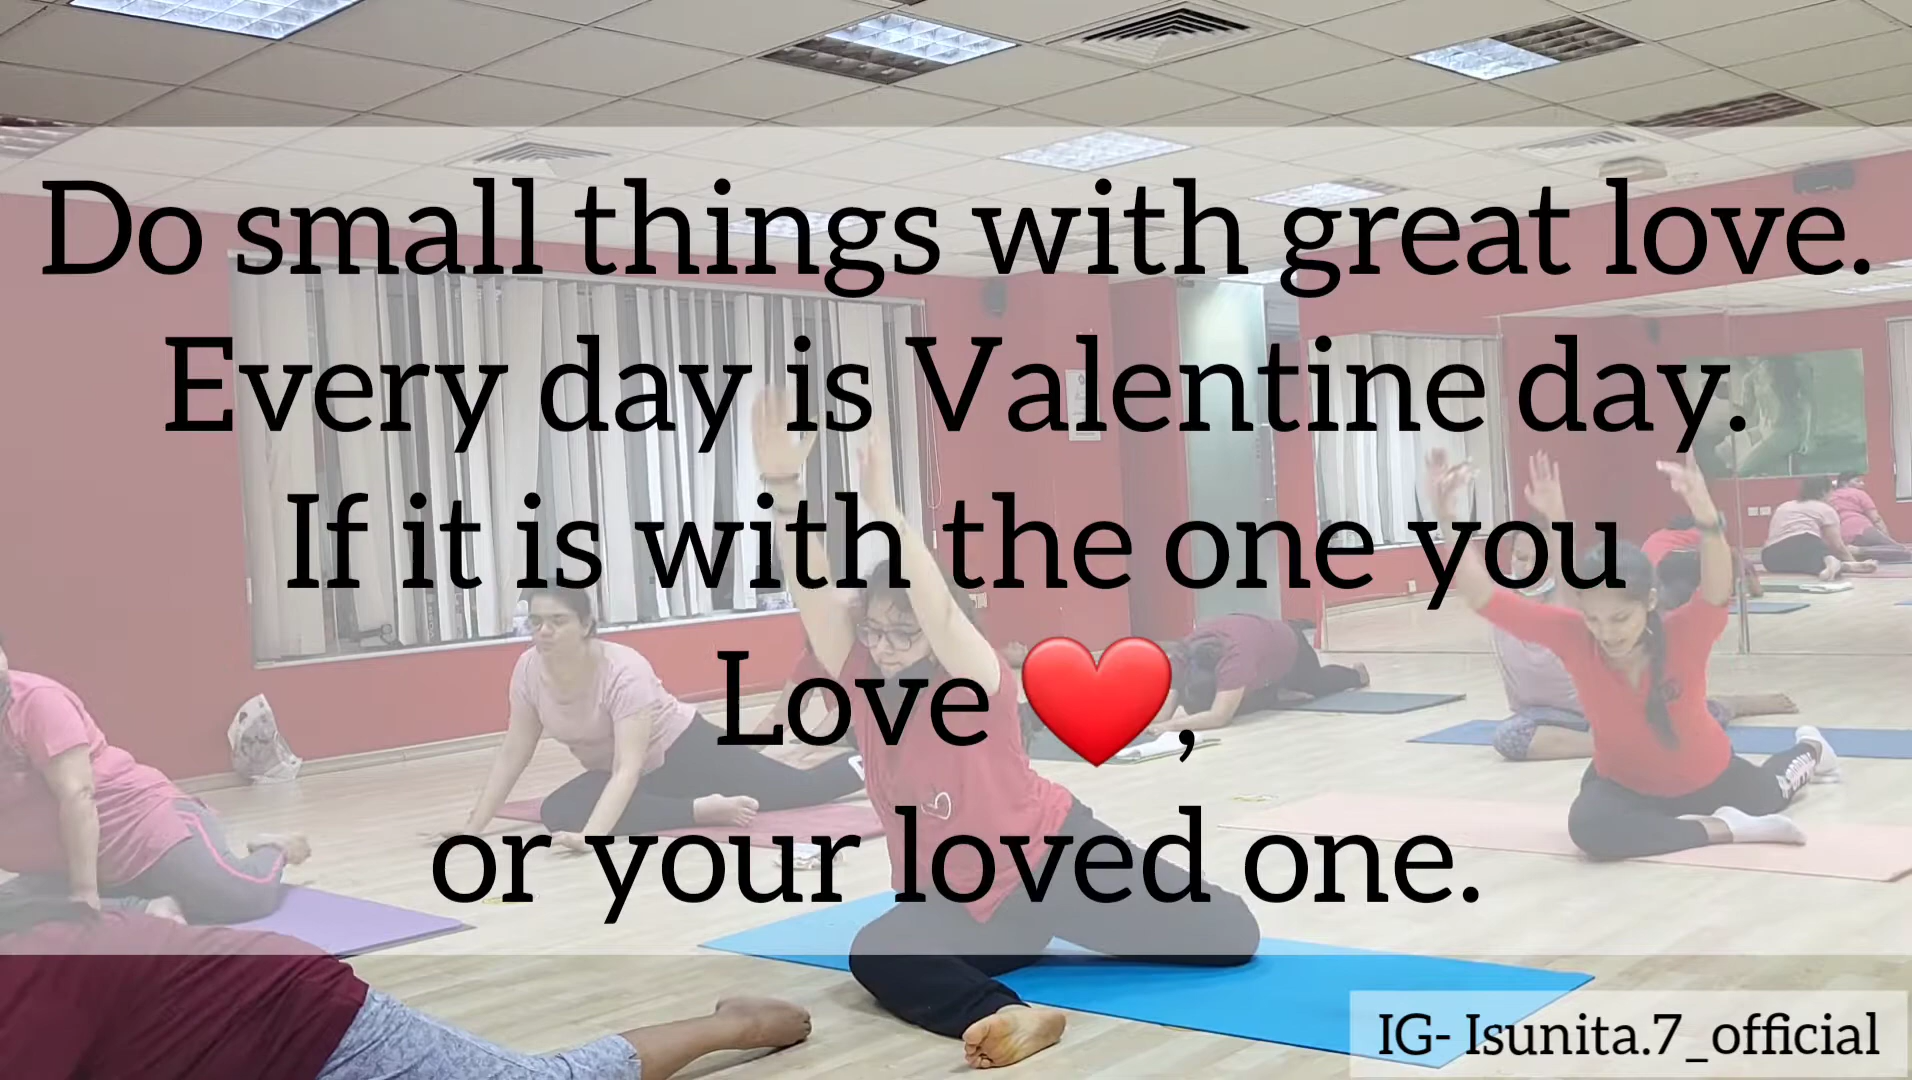 Do small things with great love.
Every day is Valentine day.
If it is with the one you
Love ❤️,
or your loved one.
IG- Isunita.7_official